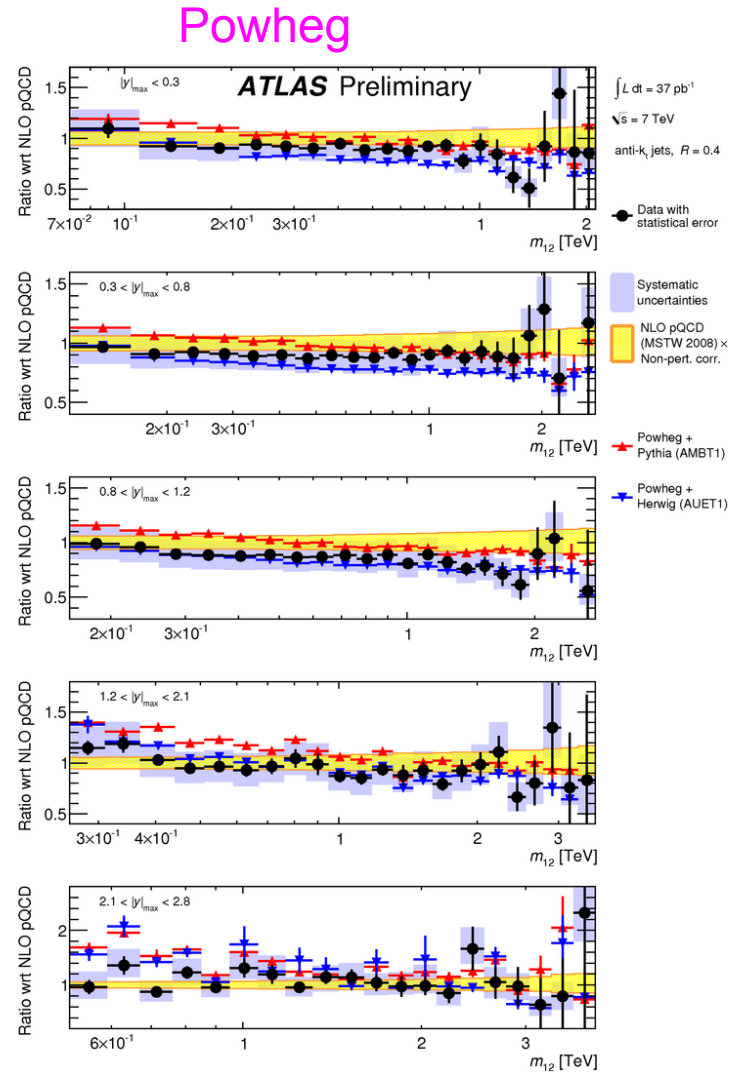 Powheg
ATLAS Preliminary
|y|max < 0.3
Ratio wrt NLO pQCD
1.5
1
0.5
7×10⁻² 10⁻¹ 2×10⁻¹ 3×10⁻¹ 1 2
m₁₂ [TeV]
∫L dt = 37 pb⁻¹
√s = 7 TeV
anti-kₜ jets, R = 0.4
Data with
statistical error
Systematic
uncertainties
NLO pQCD
(MSTW 2008) ×
Non-pert. corr.
Powheg +
Pythia (AMBT1)
Powheg +
Herwig (AUET1)
0.3 < |y|max < 0.8
Ratio wrt NLO pQCD
1.5
1
0.5
2×10⁻¹ 3×10⁻¹ 1 2
m₁₂ [TeV]
0.8 < |y|max < 1.2
Ratio wrt NLO pQCD
1.5
1
0.5
2×10⁻¹ 3×10⁻¹ 1 2
m₁₂ [TeV]
1.2 < |y|max < 2.1
Ratio wrt NLO pQCD
1.5
1
0.5
3×10⁻¹ 4×10⁻¹ 1 2 3
m₁₂ [TeV]
2.1 < |y|max < 2.8
Ratio wrt NLO pQCD
2
1
6×10⁻¹ 1 2 3
m₁₂ [TeV]